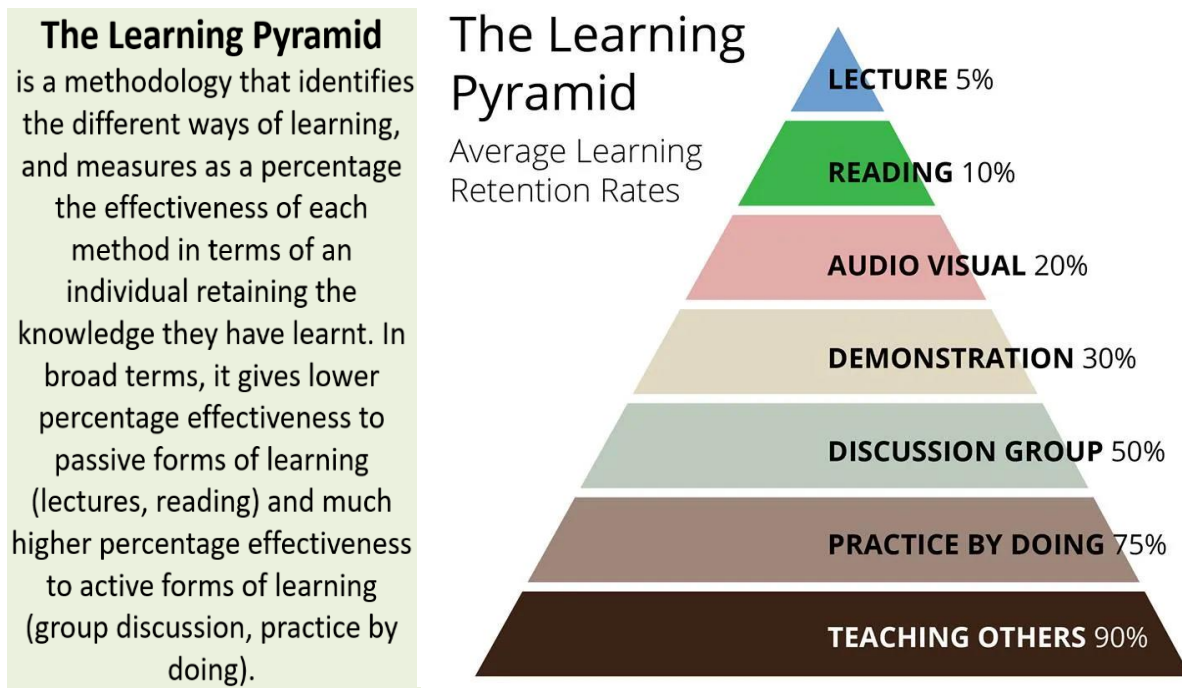 The Learning Pyramid
is a methodology that identifies
the different ways of learning,
and measures as a percentage
the effectiveness of each
method in terms of an
individual retaining the
knowledge they have learnt. In
broad terms, it gives lower
percentage effectiveness to
passive forms of learning
(lectures, reading) and much
higher percentage effectiveness
to active forms of learning
(group discussion, practice by
doing).
The Learning
Pyramid
Average Learning
Retention Rates
LECTURE 5%
READING 10%
AUDIO VISUAL 20%
DEMONSTRATION 30%
DISCUSSION GROUP 50%
PRACTICE BY DOING 75%
TEACHING OTHERS 90%